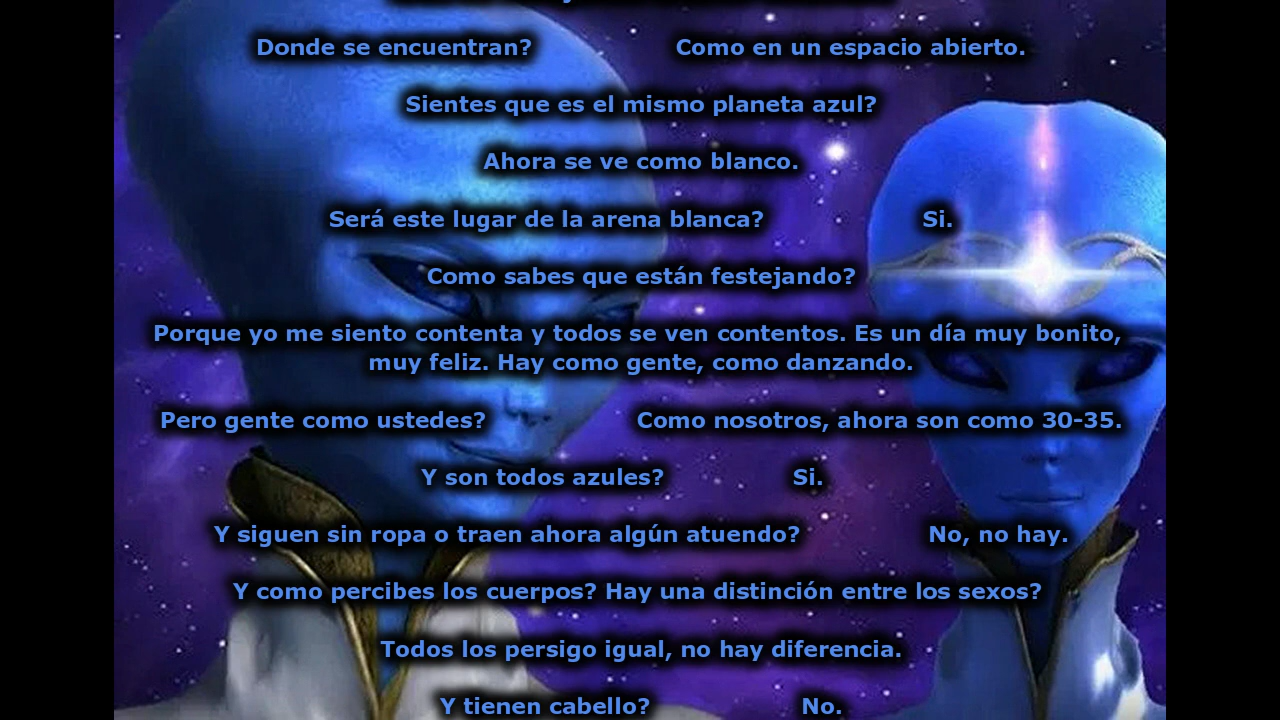 Donde se encuentran? Como en un espacio abierto.
Sientes que es el mismo planeta azul?
Ahora se ve como blanco.
Será este lugar de la arena blanca? Si.
Como sabes que están festejando?
Porque yo me siento contenta y todos se ven contentos. Es un día muy bonito,
muy feliz. Hay como gente, como danzando.
Pero gente como ustedes? Como nosotros, ahora son como 30-35.
Y son todos azules? Si.
Y siguen sin ropa o traen ahora algún atuendo? No, no hay.
Y como percibes los cuerpos? Hay una distinción entre los sexos?
Todos los persigo igual, no hay diferencia.
Y tienen cabello? No.